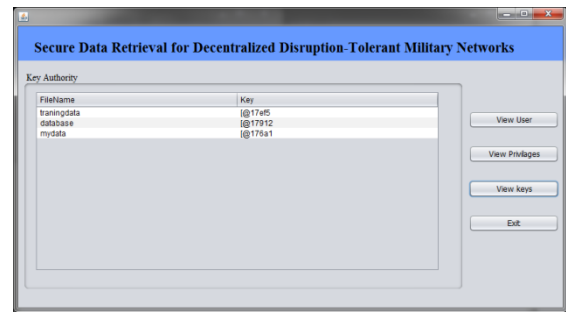 Secure Data Retrieval for Decentralized Disruption-Tolerant Military Networks
Key Authority
FileName Key
traningdata [@17ef5
database [@17912
mydata [@176a1
View User
View Privlages
View keys
Exit